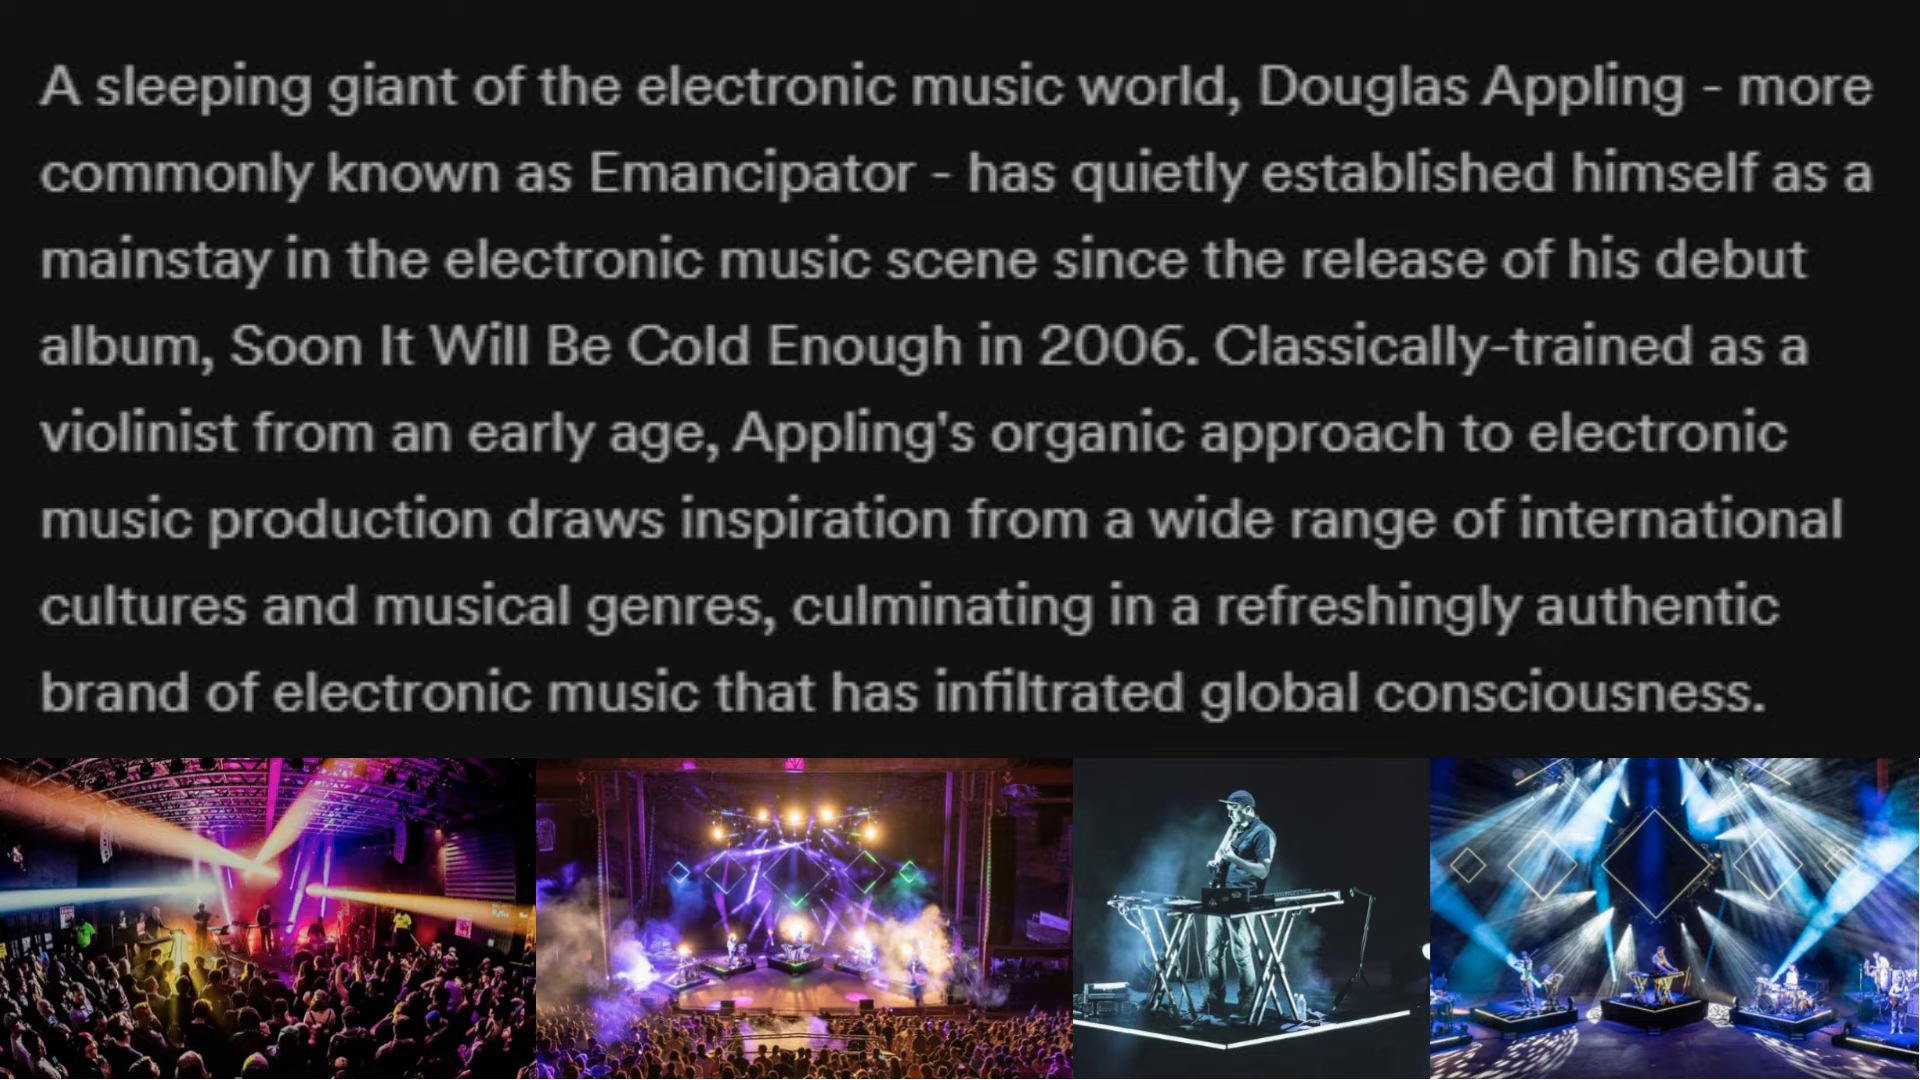 A sleeping giant of the electronic music world, Douglas Appling - more
commonly known as Emancipator - has quietly established himself as a
mainstay in the electronic music scene since the release of his debut
album, Soon It Will Be Cold Enough in 2006. Classically-trained as a
violinist from an early age, Appling's organic approach to electronic
music production draws inspiration from a wide range of international
cultures and musical genres, culminating in a refreshingly authentic
brand of electronic music that has infiltrated global consciousness.